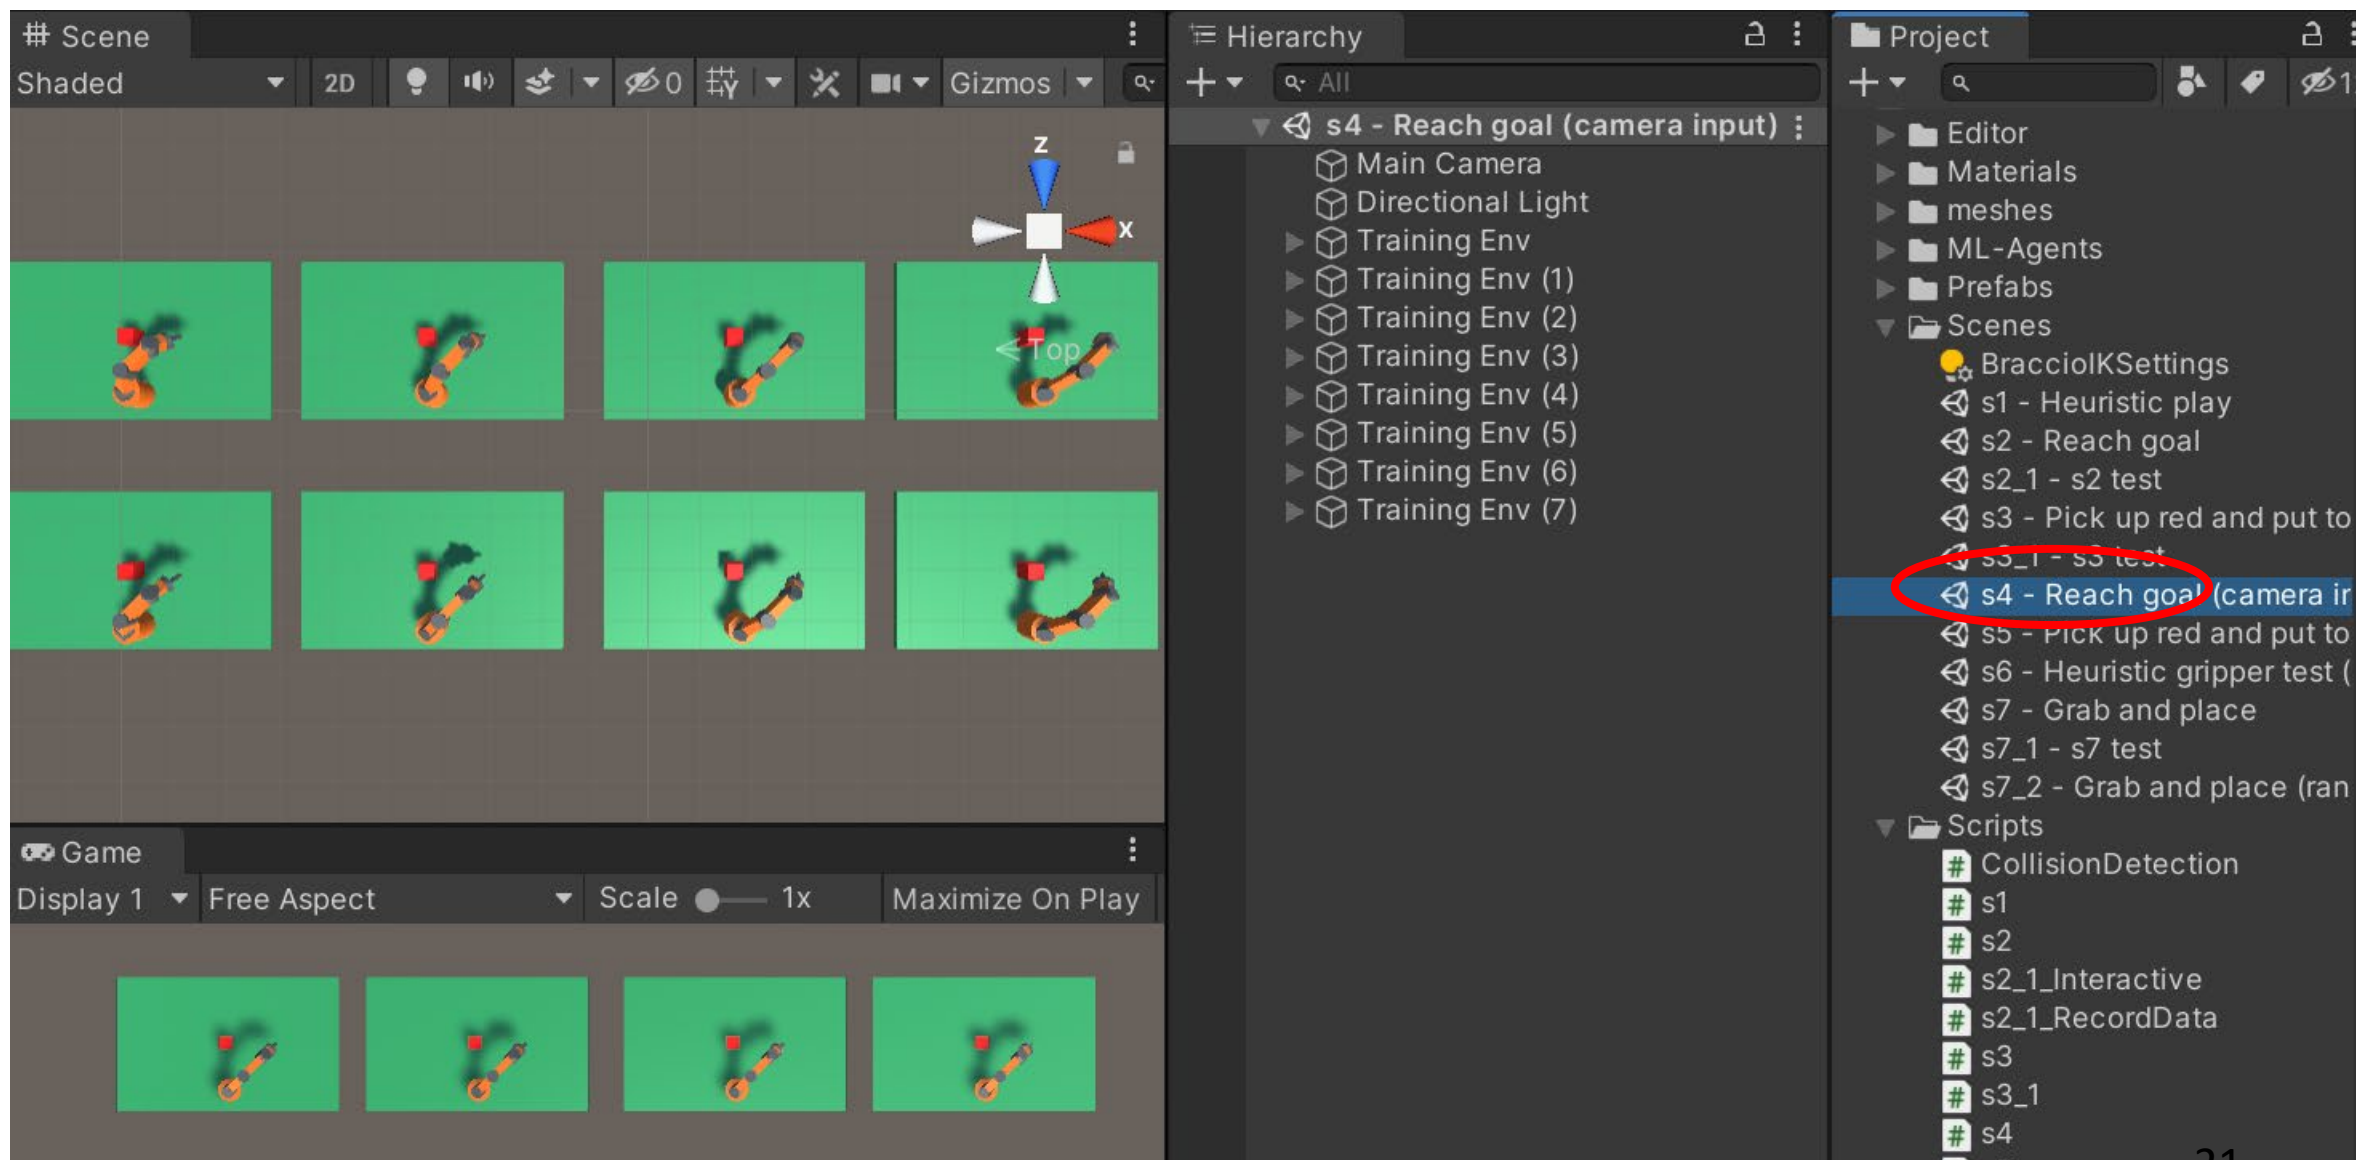 Scene
Shaded
2D
0
Gizmos
z
x
Top
Game
Display 1
Free Aspect
Scale
1x
Maximize On Play
Hierarchy
All
s4 - Reach goal (camera input)
Main Camera
Directional Light
Training Env
Training Env (1)
Training Env (2)
Training Env (3)
Training Env (4)
Training Env (5)
Training Env (6)
Training Env (7)
Project
Editor
Materials
meshes
ML-Agents
Prefabs
Scenes
BraccioIKSettings
s1 - Heuristic play
s2 - Reach goal
s2_1 - s2 test
s3 - Pick up red and put to
s3_1 - s3 test
s4 - Reach goal (camera ir
s5 - Pick up red and put to
s6 - Heuristic gripper test (
s7 - Grab and place
s7_1 - s7 test
s7_2 - Grab and place (ran
Scripts
CollisionDetection
s1
s2
s2_1_Interactive
s2_1_RecordData
s3
s3_1
s4